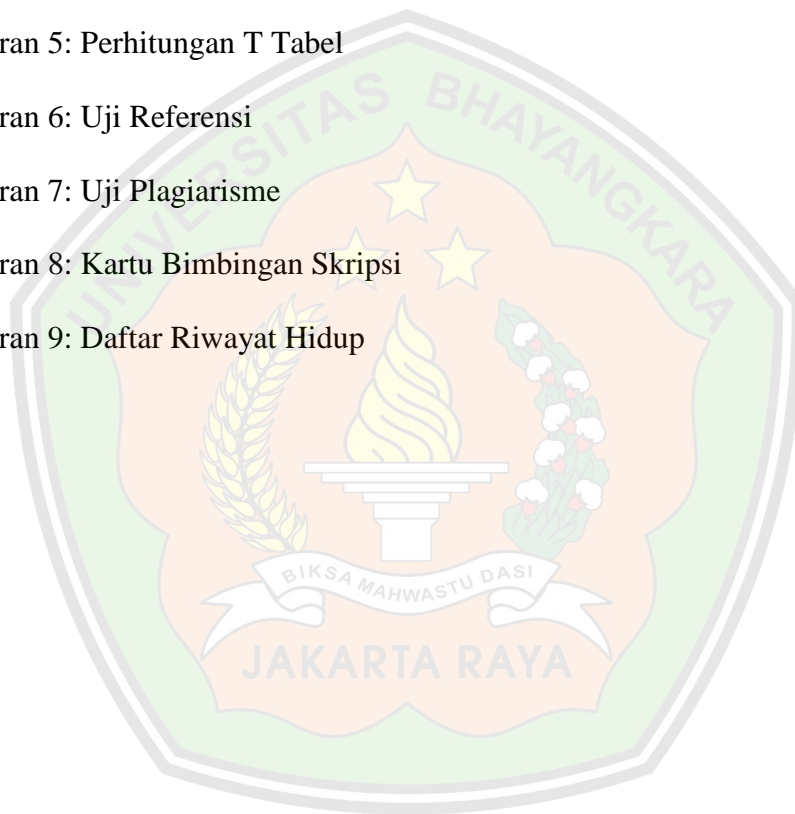 ran 5: Perhitungan T Tabel
ran 6: Uji Referensi
ran 7: Uji Plagiarisme
ran 8: Kartu Bimbingan Skripsi
ran 9: Daftar Riwayat Hidup
UNIVERSITAS BHAYANGKARA
BIKSA MAHWASTU DASI
JAKARTA RAYA